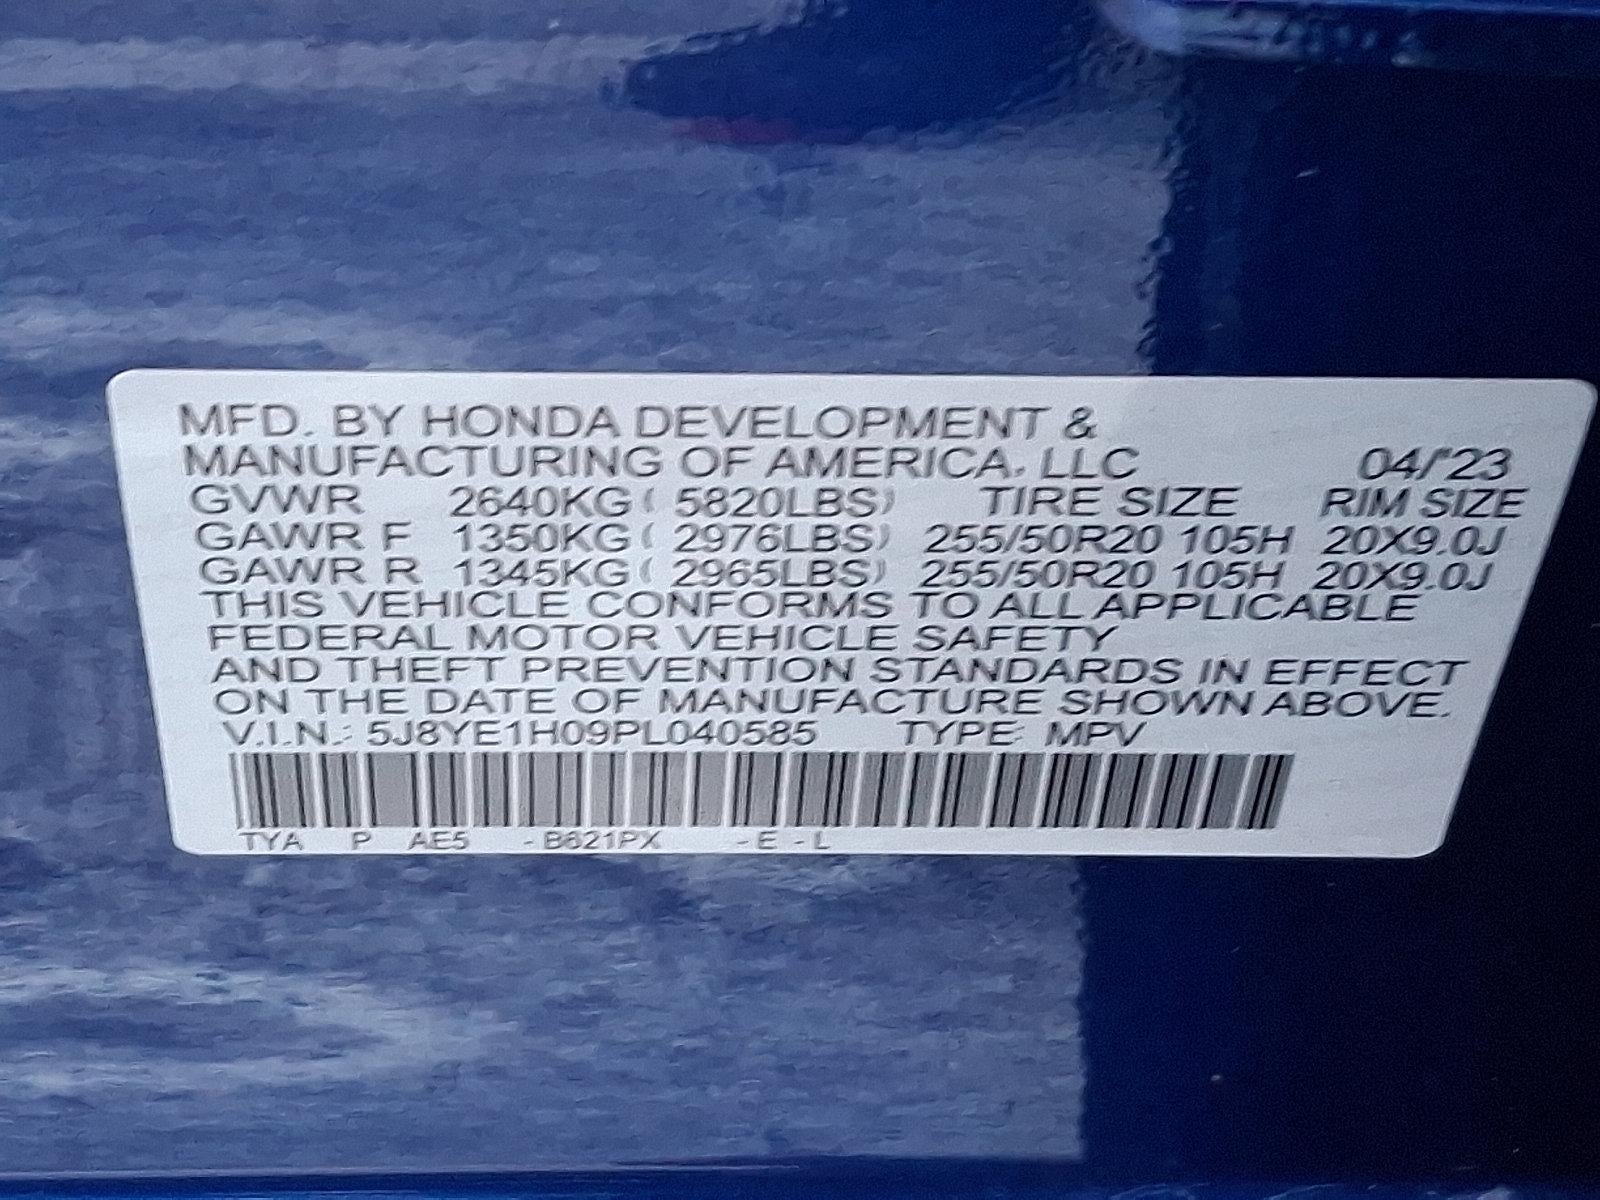 MFD. BY HONDA DEVELOPMENT &
MANUFACTURING OF AMERICA, LLC 04/'23
GVWR 2640KG ( 5820LBS) TIRE SIZE RIM SIZE
GAWR F 1350KG ( 2976LBS) 255/50R20 105H 20X9.0J
GAWR R 1345KG ( 2965LBS) 255/50R20 105H 20X9.0J
THIS VEHICLE CONFORMS TO ALL APPLICABLE
FEDERAL MOTOR VEHICLE SAFETY
AND THEFT PREVENTION STANDARDS IN EFFECT
ON THE DATE OF MANUFACTURE SHOWN ABOVE.
V.I.N.: 5J8YE1H09PL040585 TYPE: MPV
TYA P AE5 - B621PX - E - L